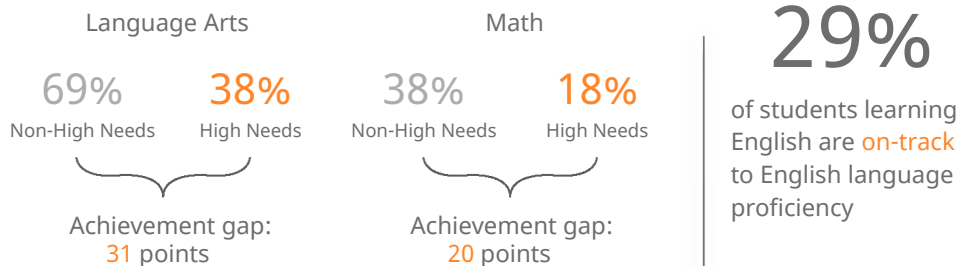 Language Arts
69%
Non-High Needs
38%
High Needs
Achievement gap:
31 points
Math
38%
Non-High Needs
18%
High Needs
Achievement gap:
20 points
29%
of students learning
English are on-track
to English language
proficiency